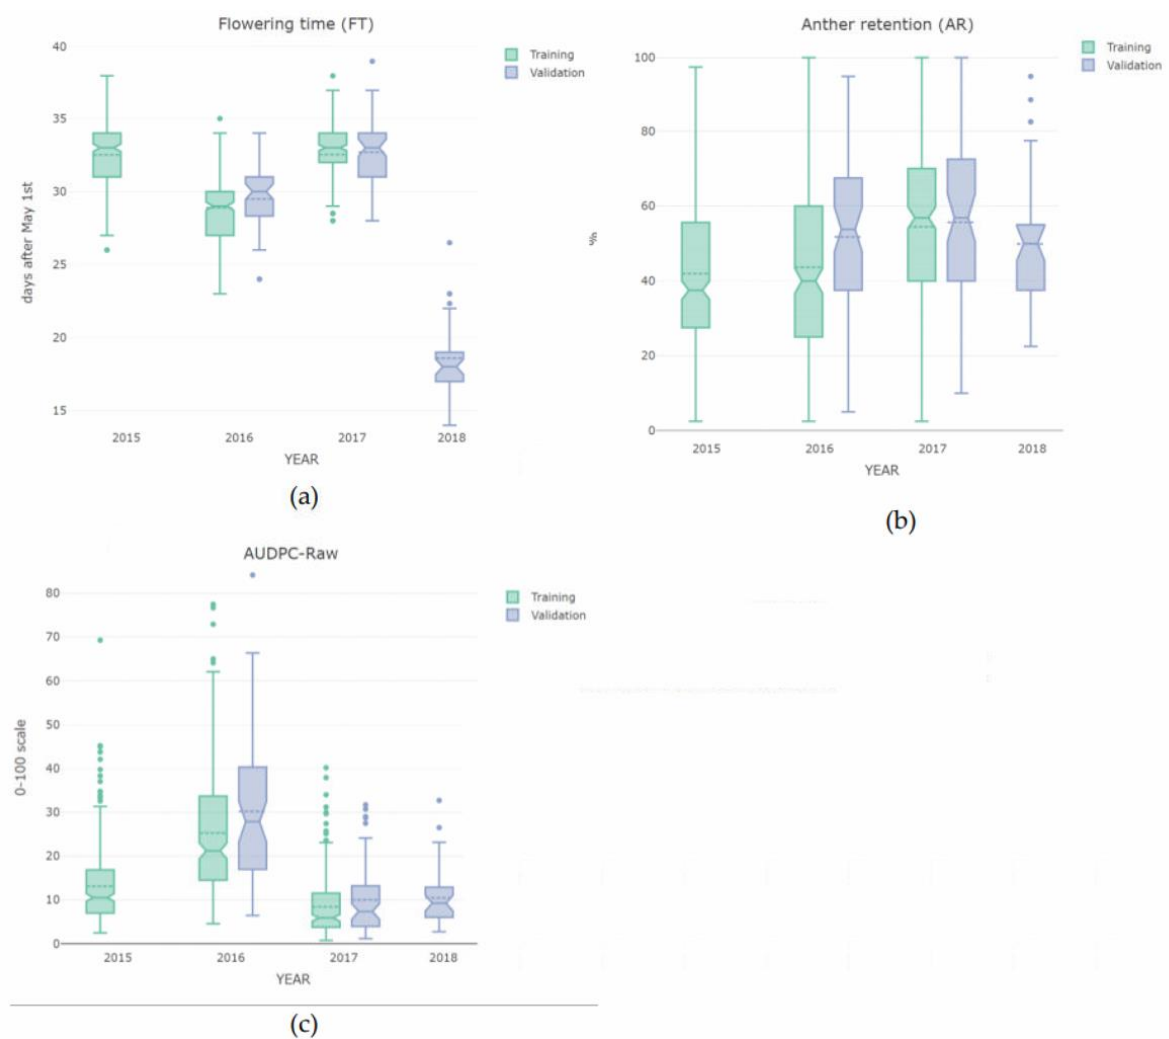 Flowering time (FT)
40
35
30
25
20
15
days after May 1st
2015
2016
2017
2018
YEAR
Training
Validation
(a)
Anther retention (AR)
100
80
60
40
20
0
%
2015
2016
2017
2018
YEAR
Training
Validation
(b)
AUDPC-Raw
80
70
60
50
40
30
20
10
0
0-100 scale
2015
2016
2017
2018
YEAR
Training
Validation
(c)